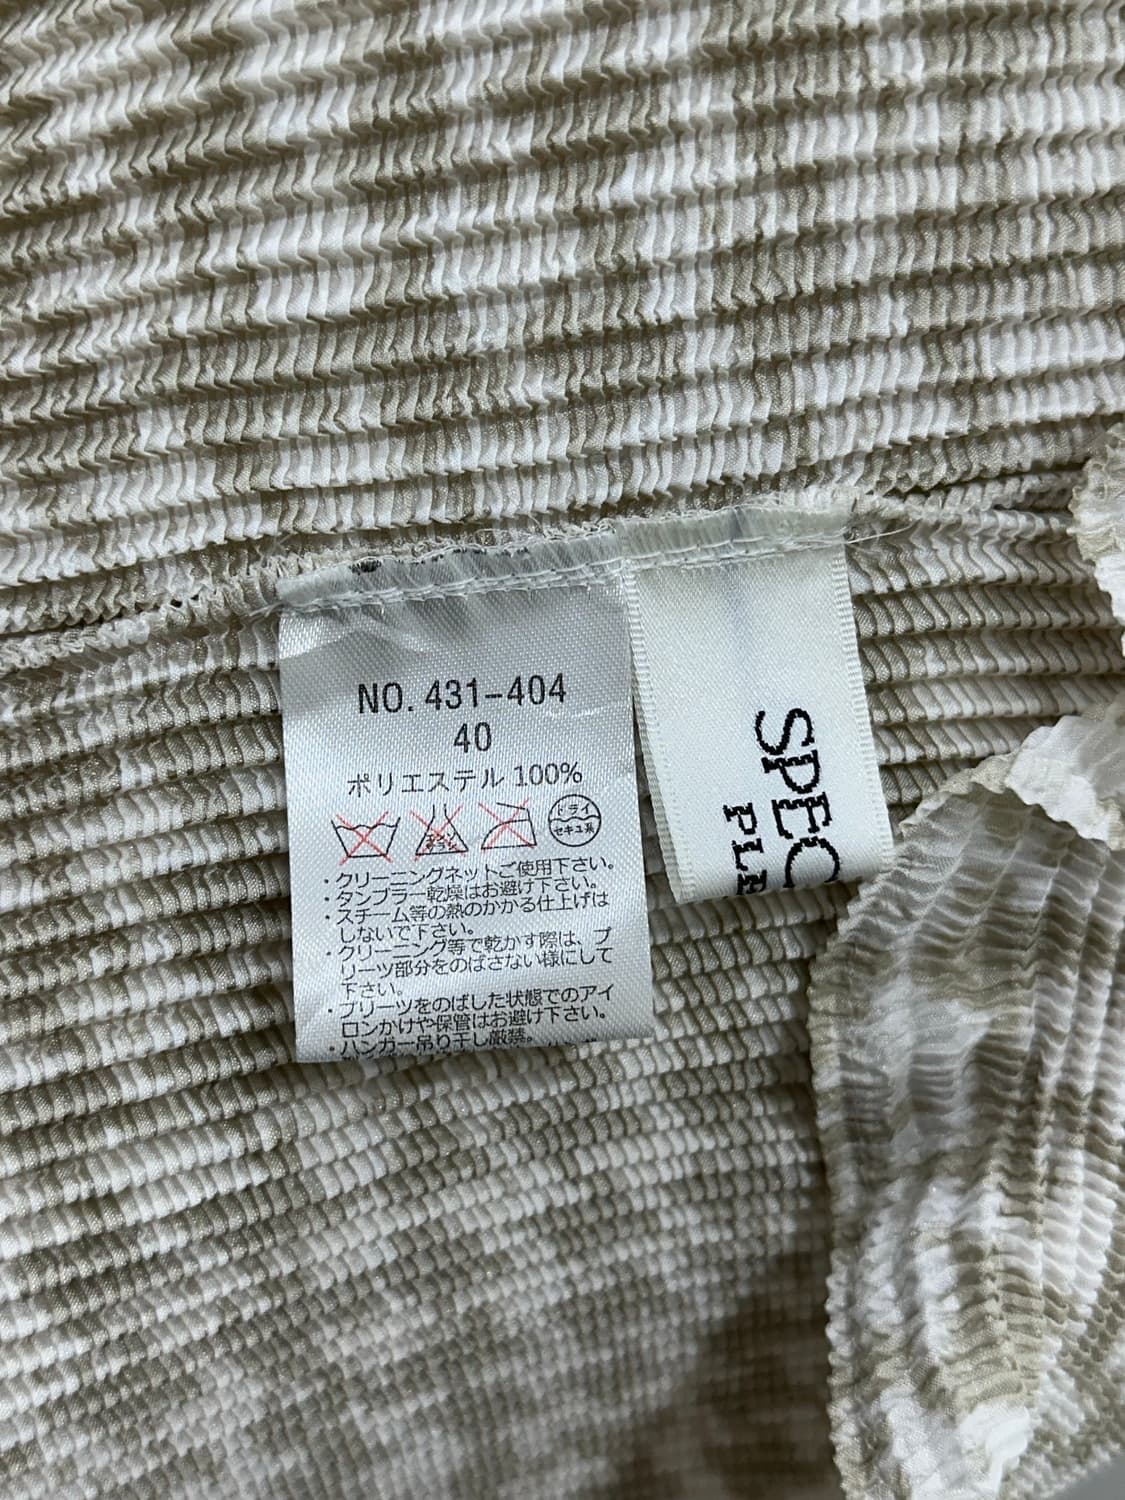 NO. 431-404
40
ポリエステル 100%
ドライ
セキユ系
・クリーニングネットご使用下さい。
・タンブラー乾燥はお避け下さい。
・スチーム等の熱のかかる仕上げは
しないで下さい。
・クリーニング等で乾かす際は、プ
リーツ部分をのばさない様にして
下さい。
・プリーツをのばした状態でのアイ
ロンかけや保管はお避け下さい。
・ハンガー吊り干し厳禁。
SPEC
PLE